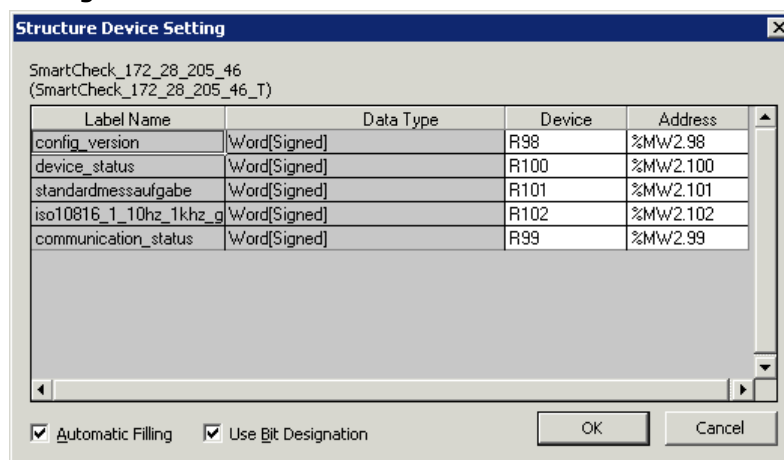 Structure Device Setting
SmartCheck_172_28_205_46
(SmartCheck_172_28_205_46_T)
Label Name Data Type Device Address
config_version Word[Signed] R98 %MW2.98
device_status Word[Signed] R100 %MW2.100
standardmessaufgabe Word[Signed] R101 %MW2.101
iso10816_1_10hz_1khz_g Word[Signed] R102 %MW2.102
communication_status Word[Signed] R99 %MW2.99
Automatic Filling Use Bit Designation OK Cancel